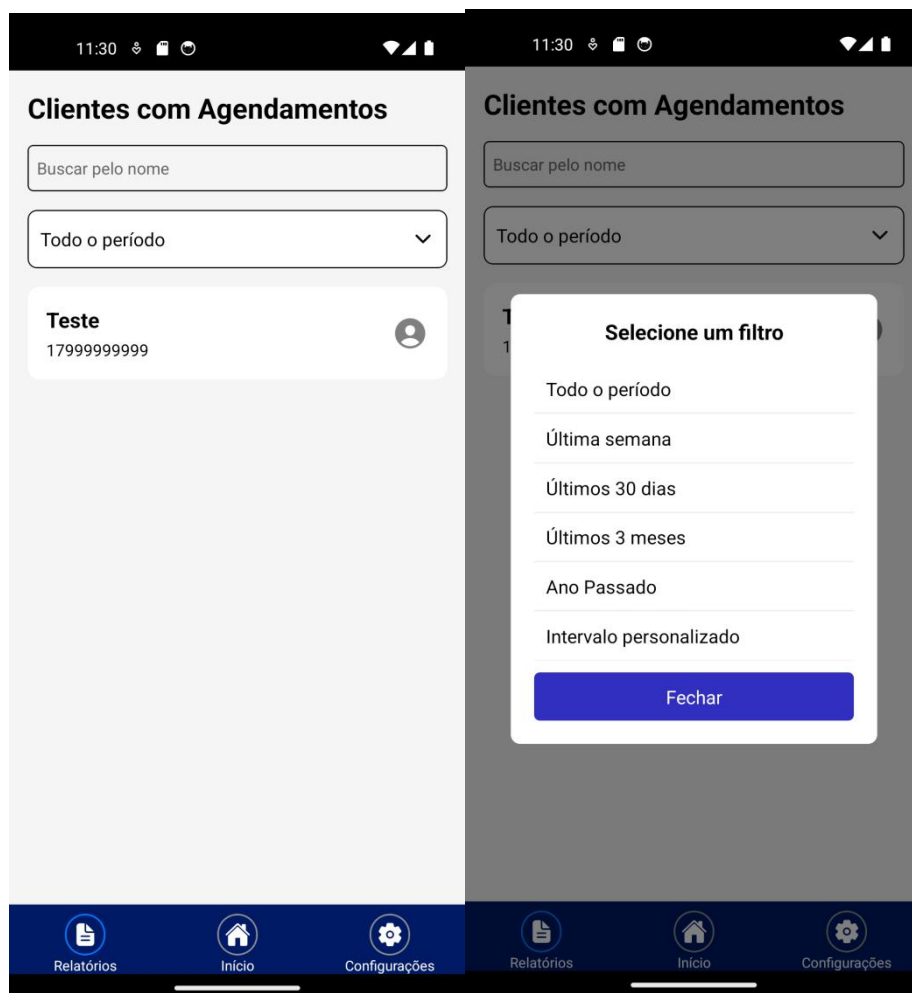 11:30
Clientes com Agendamentos
Buscar pelo nome
Todo o período
Teste
17999999999
Relatórios
Início
Configurações
11:30
Clientes com Agendamentos
Buscar pelo nome
Todo o período
T
1
Selecione um filtro
Todo o período
Última semana
Últimos 30 dias
Últimos 3 meses
Ano Passado
Intervalo personalizado
Fechar
Relatórios
Início
Configurações